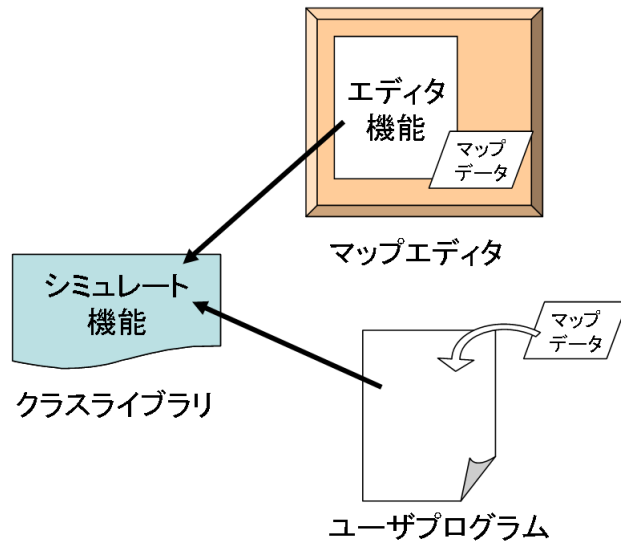 エディタ
機能
マップ
データ
マップエディタ
シミュレート
機能
クラスライブラリ
マップ
データ
ユーザプログラム